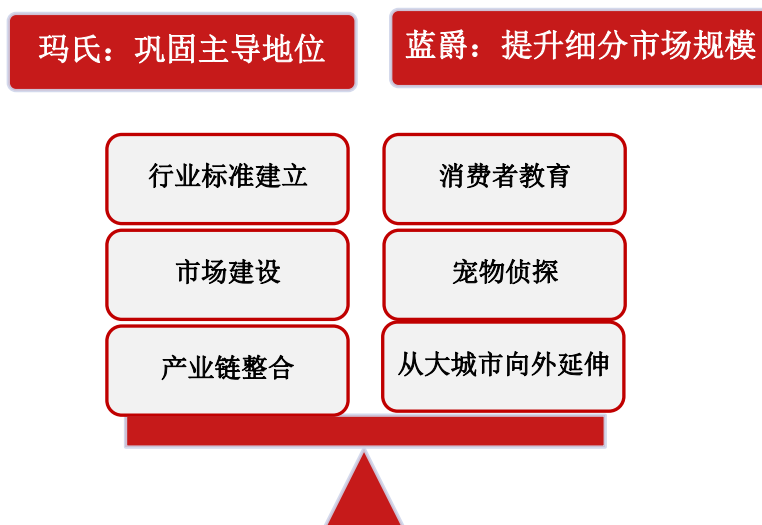 玛氏：巩固主导地位
蓝爵：提升细分市场规模
行业标准建立
消费者教育
市场建设
宠物侦探
产业链整合
从大城市向外延伸